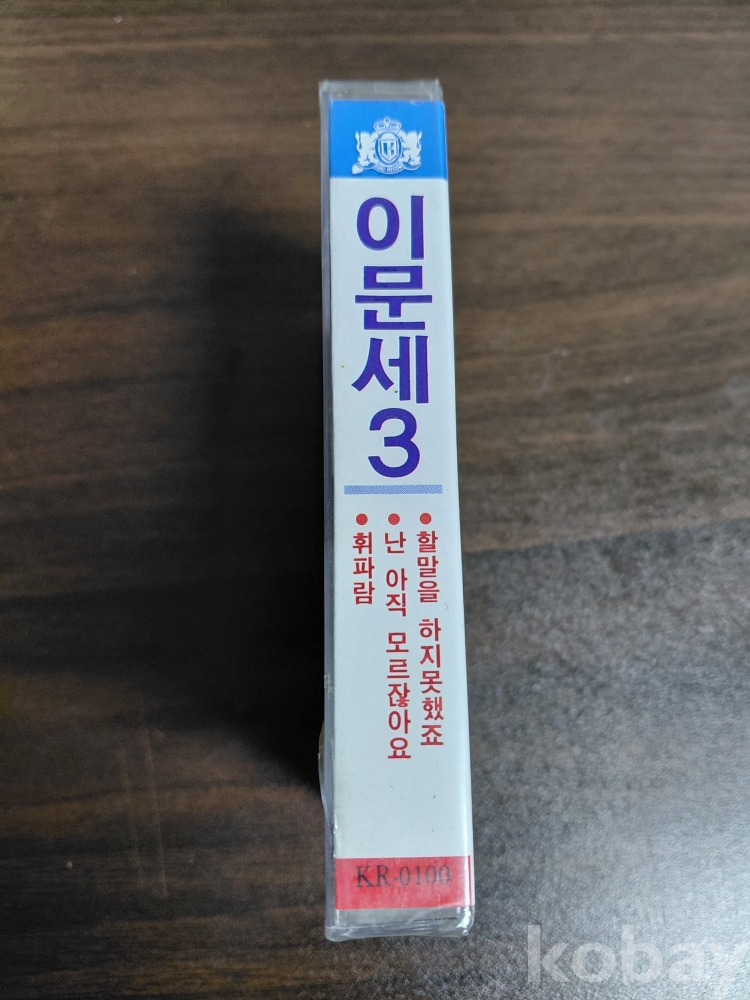 이문세3
● 할말을 하지못했죠
● 난 아직 모르잖아요
● 휘파람
KR-0100
kobay